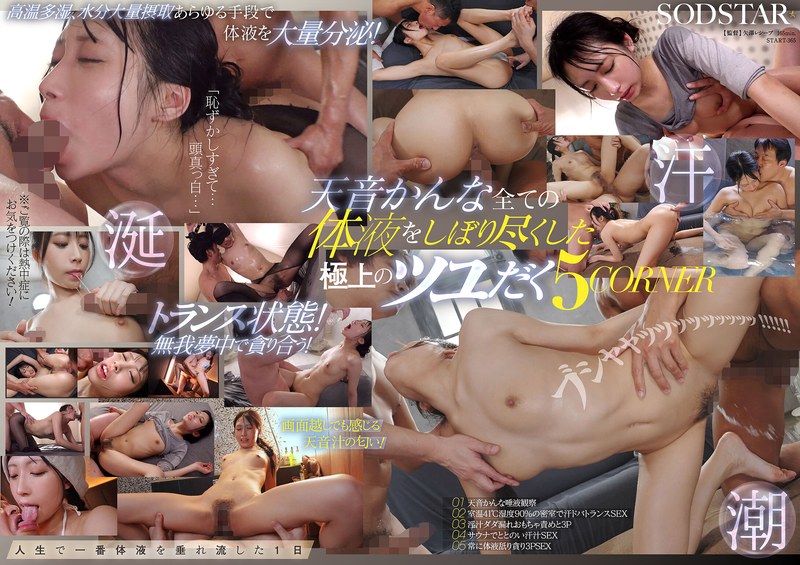 高温多湿、水分大量摂取あらゆる手段で
体液を大量分泌!
「恥ずかしすぎて…
頭真っ白…」
※ご覧の際は熱中症に
お気をつけください!
涎
SODSTAR
START-365
汗
天音かんな全ての
体液をしぼり尽くした
極上のツユだく5CORNER
トランス状態!
無我夢中で貪り合う!
画面越しでも感じる
天音汁の匂い!
01 天音かんな唾液観察
02 室温41℃湿度90%の密室で汗ドバトランスSEX
03 淫汁ダダ漏れおもちゃ責めと3P
04 サウナでととのい汗汁SEX
05 常に体液舐り貪り3PSEX
潮
人生で一番体液を垂れ流した1日